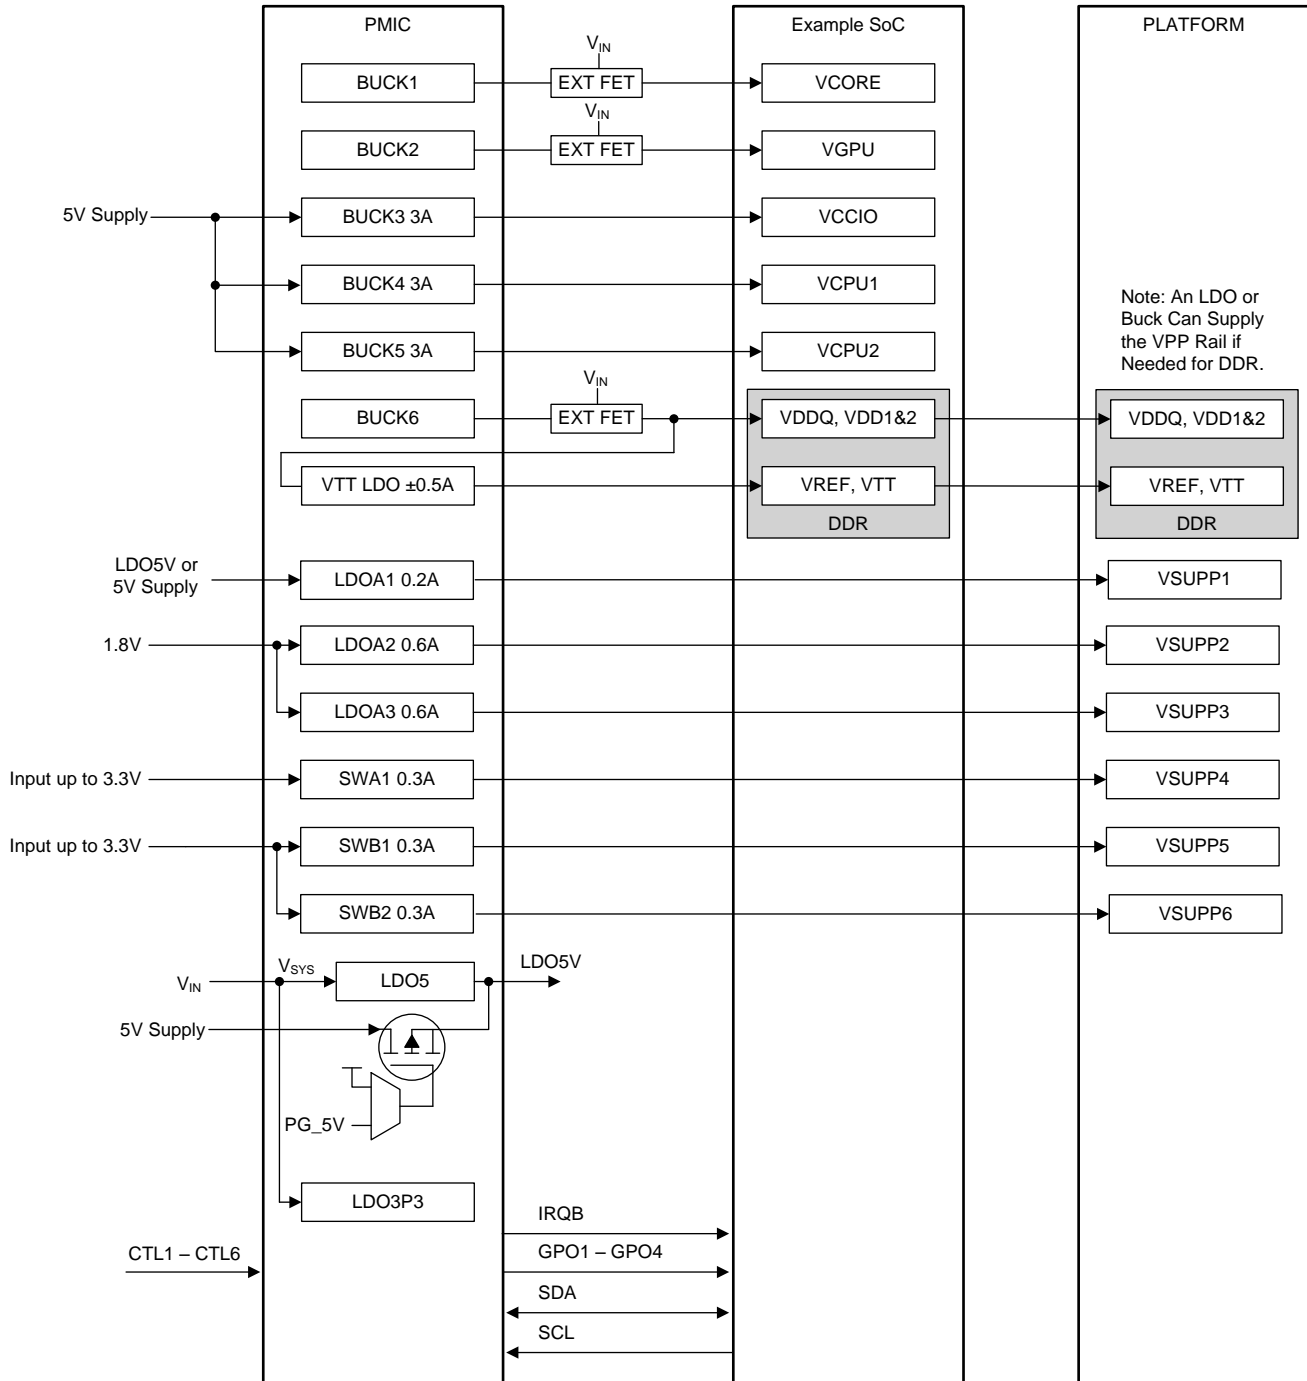 PMIC
Example SoC
PLATFORM
VIN
BUCK1
EXT FET
VCORE
VIN
BUCK2
EXT FET
VGPU
5V Supply
BUCK3 3A
VCCIO
BUCK4 3A
VCPU1
Note: An LDO or
Buck Can Supply
the VPP Rail if
Needed for DDR.
BUCK5 3A
VCPU2
VIN
BUCK6
EXT FET
VDDQ, VDD1&2
VDDQ, VDD1&2
VTT LDO ±0.5A
VREF, VTT
VREF, VTT
DDR
DDR
LDO5V or
5V Supply
LDOA1 0.2A
VSUPP1
1.8V
LDOA2 0.6A
VSUPP2
LDOA3 0.6A
VSUPP3
Input up to 3.3V
SWA1 0.3A
VSUPP4
Input up to 3.3V
SWB1 0.3A
VSUPP5
SWB2 0.3A
VSUPP6
VIN
VSYS
LDO5
LDO5V
5V Supply
PG_5V
LDO3P3
IRQB
CTL1 – CTL6
GPO1 – GPO4
SDA
SCL